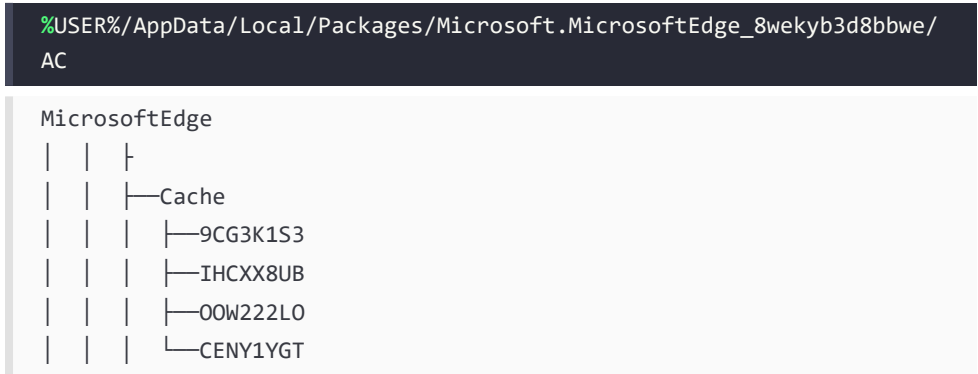 %USER%/AppData/Local/Packages/Microsoft.MicrosoftEdge_8wekyb3d8bbwe/
AC
MicrosoftEdge
│  │  ├
│  │  ├──Cache
│  │  │  ├──9CG3K1S3
│  │  │  ├──IHCXX8UB
│  │  │  ├──OOW222LO
│  │  │  └──CENY1YGT